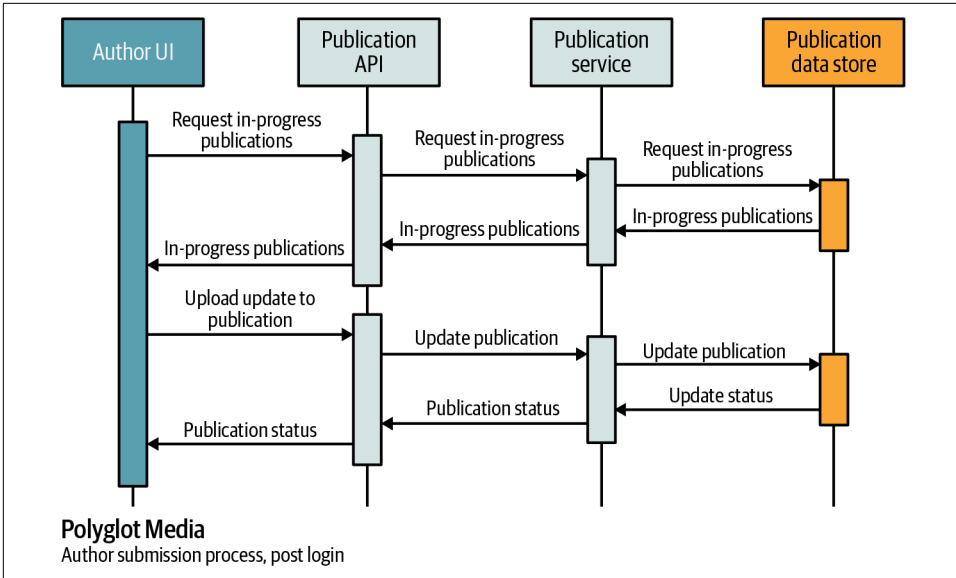 Author UI
Publication
API
Publication
service
Publication
data store
Request in-progress
publications
Request in-progress
publications
Request in-progress
publications
In-progress publications
In-progress publications
In-progress publications
Upload update to
publication
Update publication
Update publication
Update status
Publication status
Publication status
Polyglot Media
Author submission process, post login